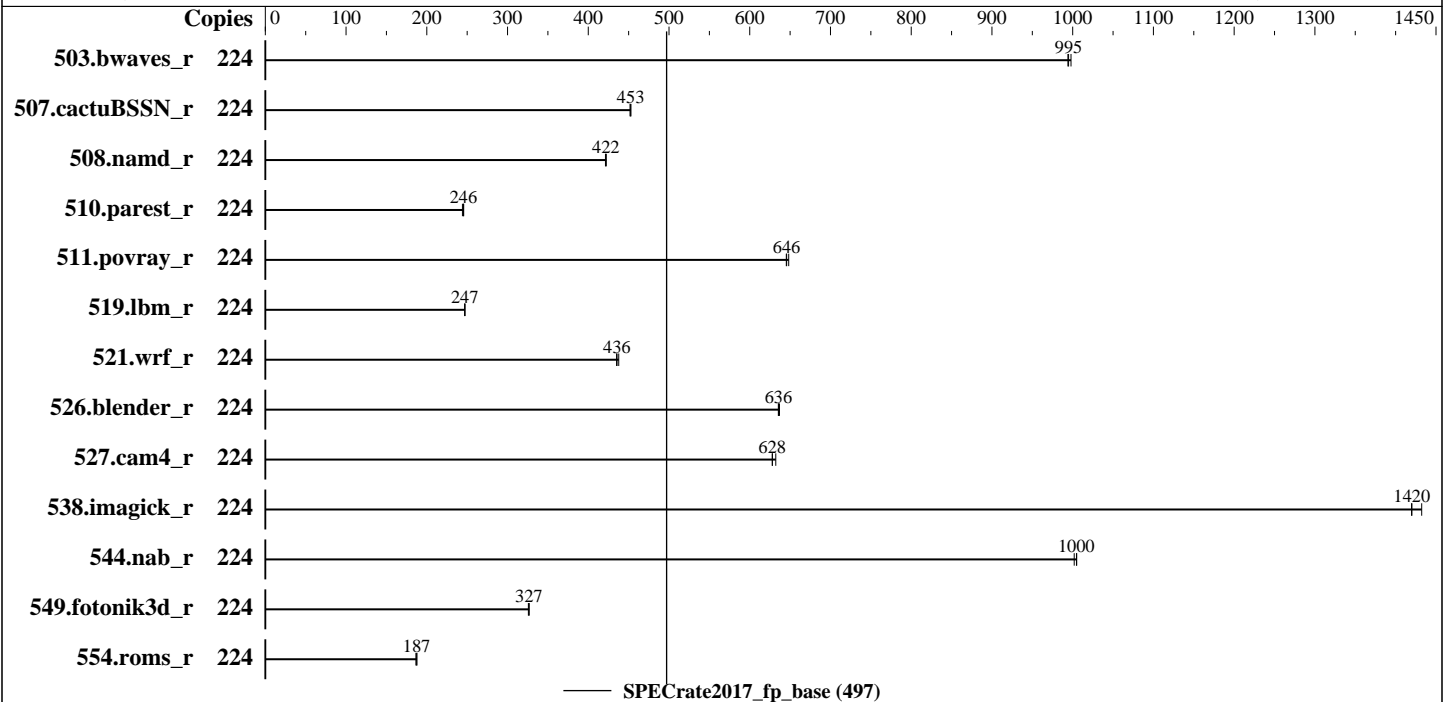 Copies 0 100 200 300 400 500 600 700 800 900 1000 1100 1200 1300 1450
503.bwaves_r 224 995
507.cactuBSSN_r 224 453
508.namd_r 224 422
510.parest_r 224 246
511.povray_r 224 646
519.lbm_r 224 247
521.wrf_r 224 436
526.blender_r 224 636
527.cam4_r 224 628
538.imagick_r 224 1420
544.nab_r 224 1000
549.fotonik3d_r 224 327
554.roms_r 224 187
SPECrate2017_fp_base (497)